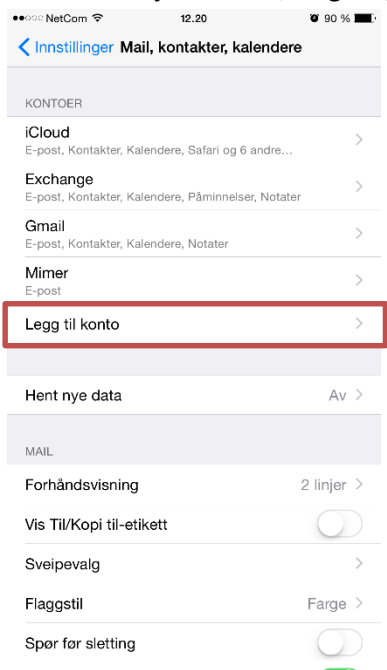 NetCom 12.20 90 %
Innstillinger Mail, kontakter, kalendere
KONTOER
iCloud
E-post, Kontakter, Kalendere, Safari og 6 andre...
Exchange
E-post, Kontakter, Kalendere, Påminnelser, Notater
Gmail
E-post, Kontakter, Kalendere, Notater
Mimer
E-post
Legg til konto
Hent nye data Av
MAIL
Forhåndsvisning 2 linjer
Vis Til/Kopi til-etikett
Sveipevalg
Flaggstil Farge
Spør før sletting